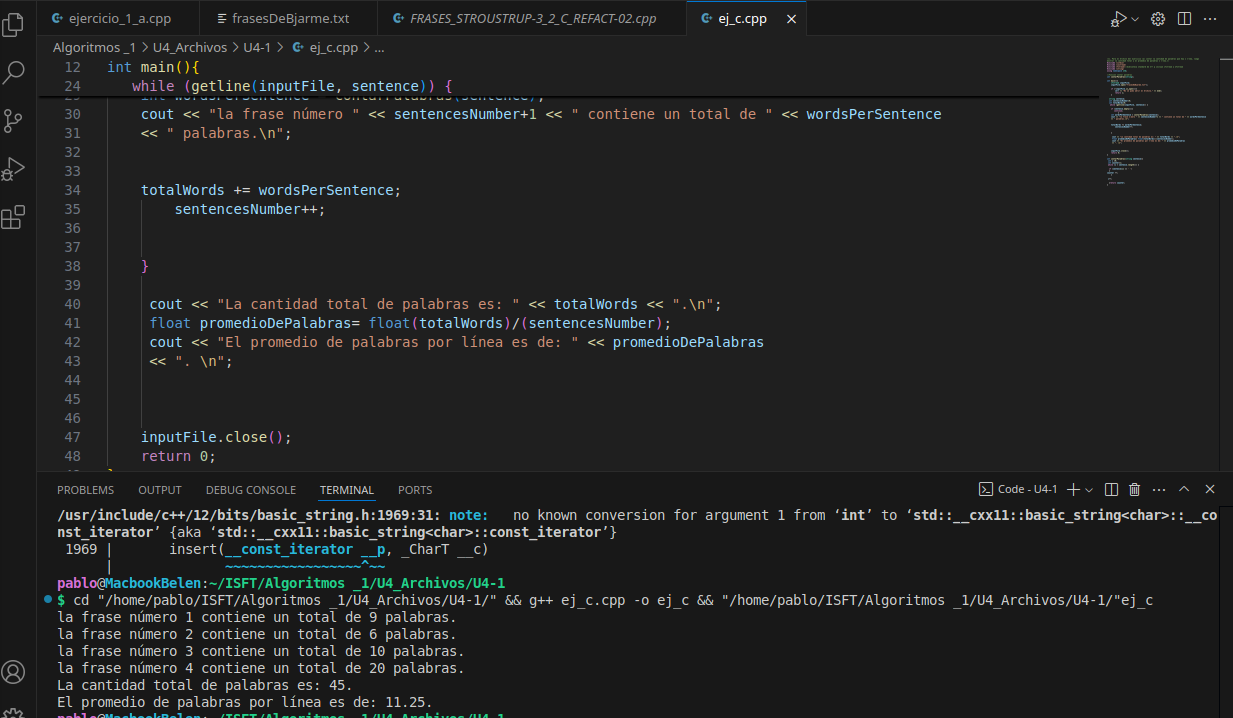 ejercicio_1_a.cpp
frasesDeBjarme.txt
FRASES_STROUSTRUP-3_2_C_REFACT-02.cpp
ej_c.cpp
Algoritmos _1 > U4_Archivos > U4-1 > ej_c.cpp > ...
12 int main(){
24 while (getline(inputFile, sentence)) {
30 cout << "la frase número " << sentencesNumber+1 << " contiene un total de " << wordsPerSentence
31 << " palabras.\n";
32
33
34 totalWords += wordsPerSentence;
35 sentencesNumber++;
36
37
38 }
39
40 cout << "La cantidad total de palabras es: " << totalWords << ".\n";
41 float promedioDePalabras= float(totalWords)/(sentencesNumber);
42 cout << "El promedio de palabras por línea es de: " << promedioDePalabras
43 << ". \n";
44
45
46
47 inputFile.close();
48 return 0;
PROBLEMS OUTPUT DEBUG CONSOLE TERMINAL PORTS
Code - U4-1
/usr/include/c++/12/bits/basic_string.h:1969:31: note:   no known conversion for argument 1 from ‘int’ to ‘std::__cxx11::basic_string<char>::__co
nst_iterator’ {aka ‘std::__cxx11::basic_string<char>::const_iterator’}
1969 |       insert(__const_iterator __p, _CharT __c)
|              ~~~~~~~~~~~~~~~~~^~~
pablo@MacbookBelen:~/ISFT/Algoritmos _1/U4_Archivos/U4-1
$ cd "/home/pablo/ISFT/Algoritmos _1/U4_Archivos/U4-1/" && g++ ej_c.cpp -o ej_c && "/home/pablo/ISFT/Algoritmos _1/U4_Archivos/U4-1/"ej_c
la frase número 1 contiene un total de 9 palabras.
la frase número 2 contiene un total de 6 palabras.
la frase número 3 contiene un total de 10 palabras.
la frase número 4 contiene un total de 20 palabras.
La cantidad total de palabras es: 45.
El promedio de palabras por línea es de: 11.25.